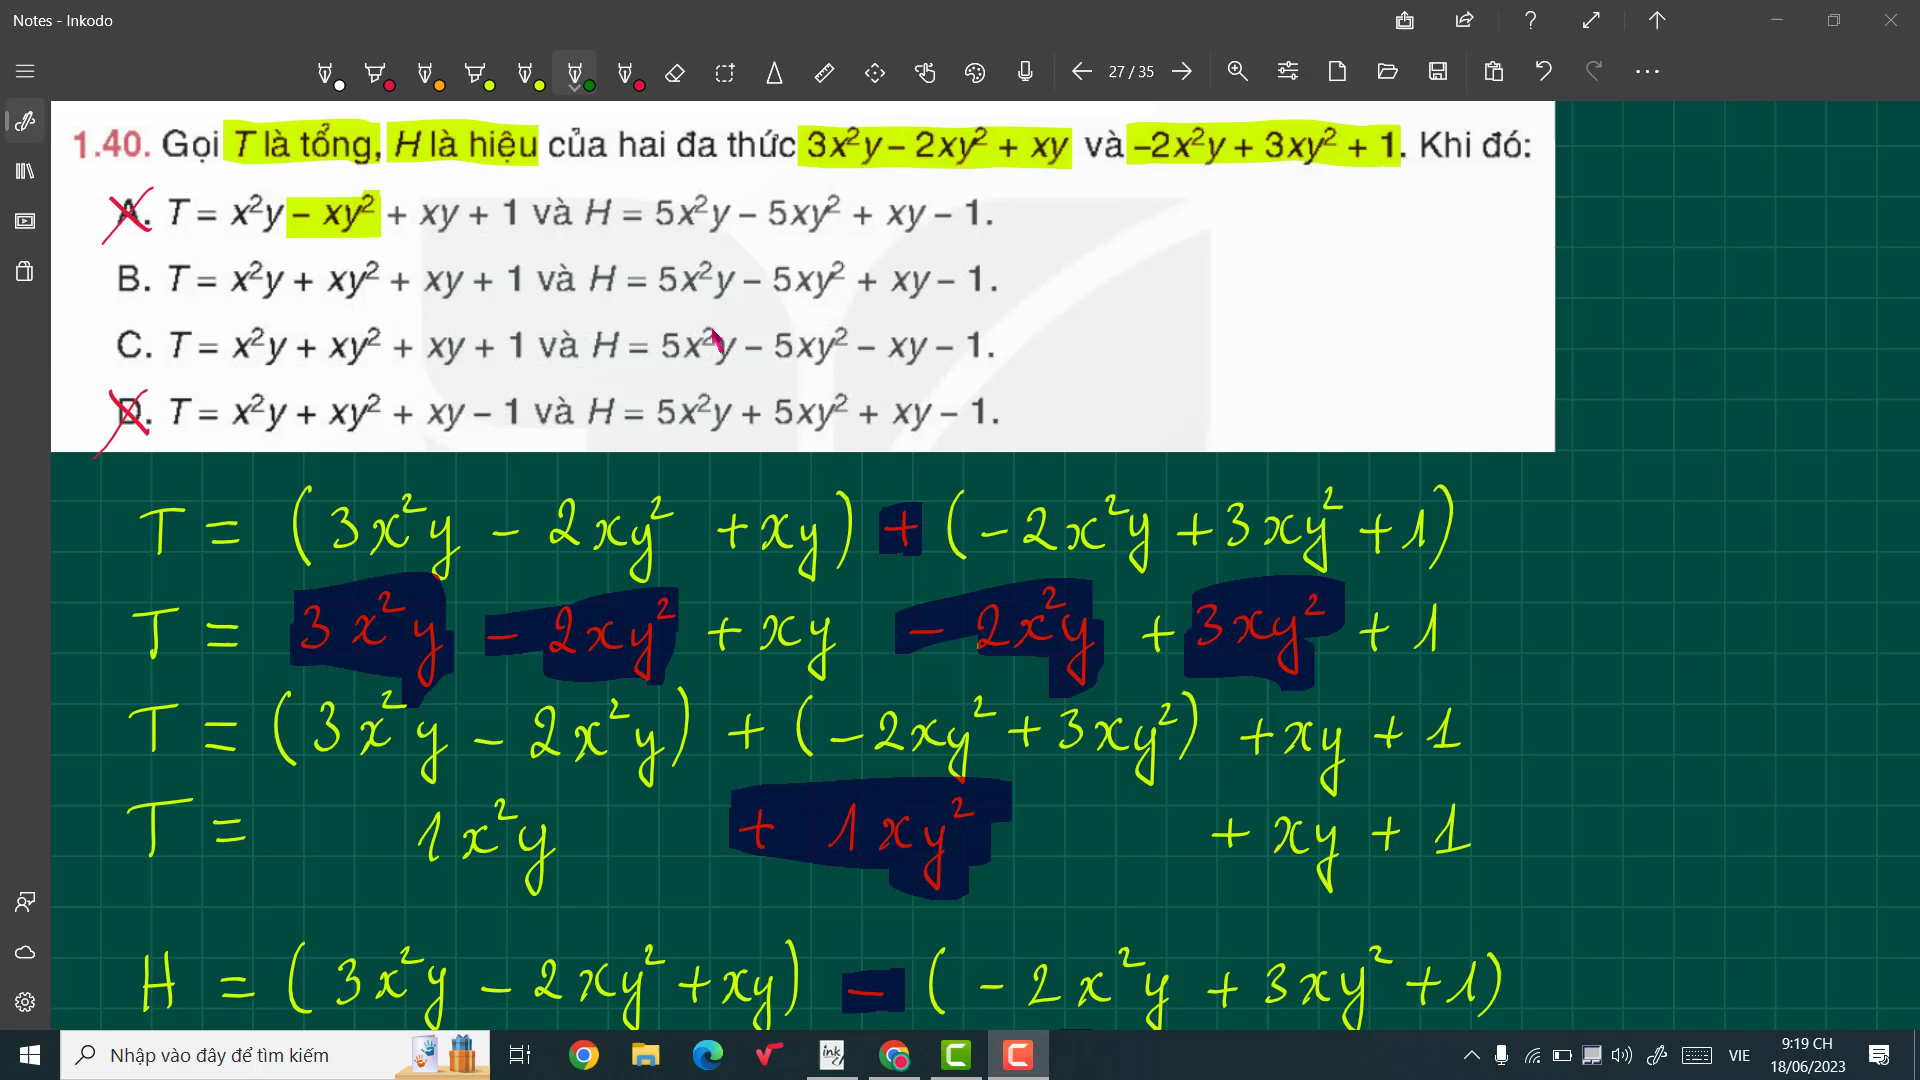 Notes - Inkodo
27 / 35
1.40. Gọi T là tổng, H là hiệu của hai đa thức 3x²y – 2xy² + xy và –2x²y + 3xy² + 1. Khi đó:
A. T = x²y – xy² + xy + 1 và H = 5x²y – 5xy² + xy – 1.
B. T = x²y + xy² + xy + 1 và H = 5x²y – 5xy² + xy – 1.
C. T = x²y + xy² + xy + 1 và H = 5x²y – 5xy² – xy – 1.
D. T = x²y + xy² + xy – 1 và H = 5x²y + 5xy² + xy – 1.
T = (3x²y - 2xy² + xy) + (-2x²y + 3xy² + 1)
T = 3x²y - 2xy² + xy - 2x²y + 3xy² + 1
T = (3x²y - 2x²y) + (-2xy² + 3xy²) + xy + 1
T = 1x²y + 1xy² + xy + 1
H = (3x²y - 2xy² + xy) - (-2x²y + 3xy² + 1)
Nhập vào đây để tìm kiếm
ink
VIE
9:19 CH
18/06/2023